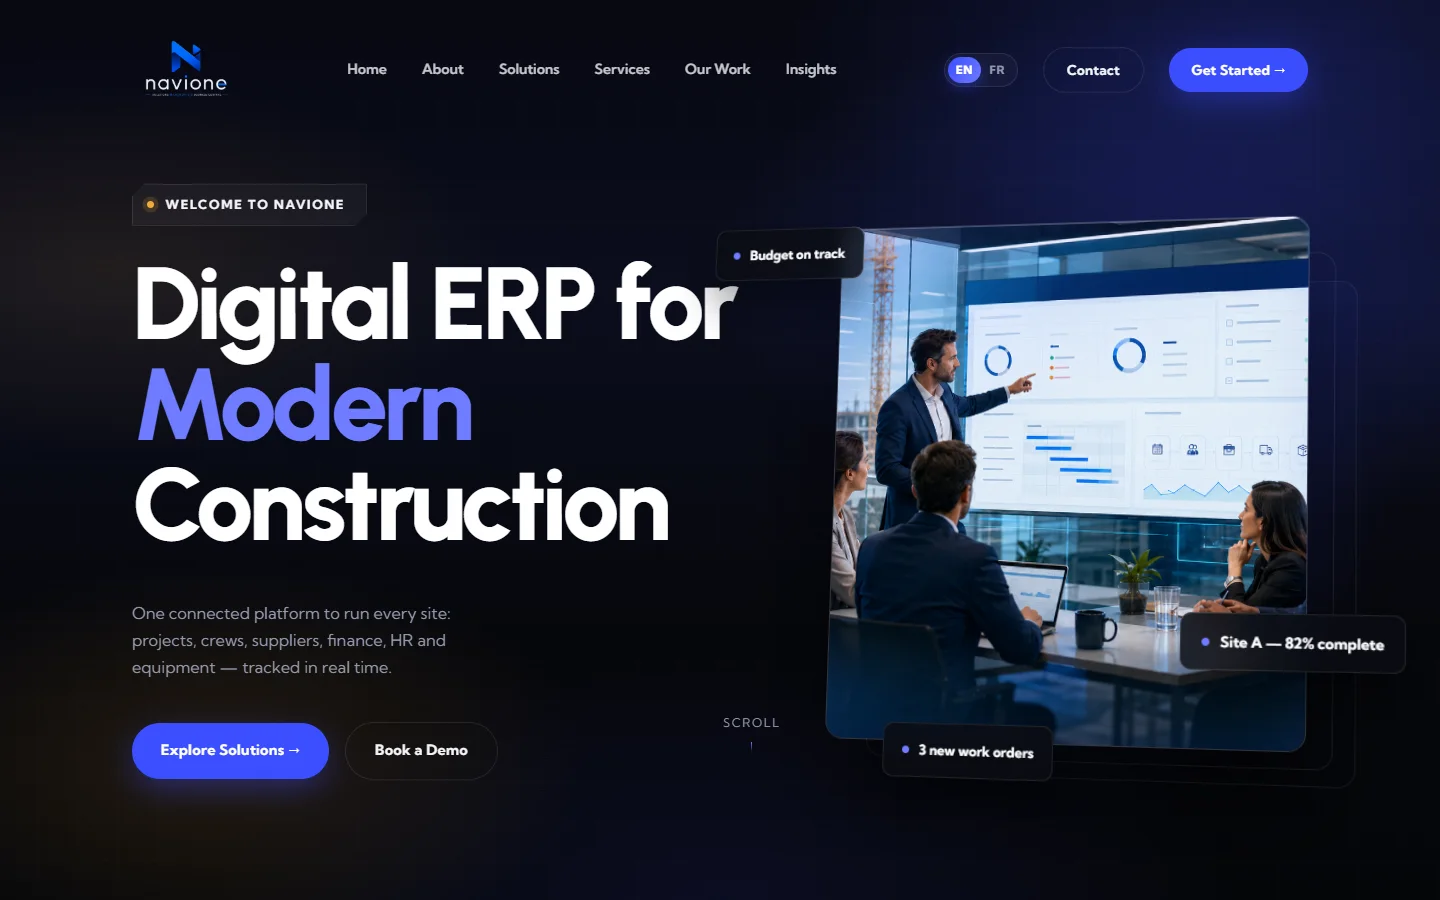 navione
Home
About
Solutions
Services
Our Work
Insights
EN
FR
Contact
Get Started →
WELCOME TO NAVIONE
Digital ERP for
Modern
Construction
Budget on track
One connected platform to run every site:
projects, crews, suppliers, finance, HR and
equipment — tracked in real time.
Site A — 82% complete
SCROLL
Explore Solutions →
Book a Demo
3 new work orders